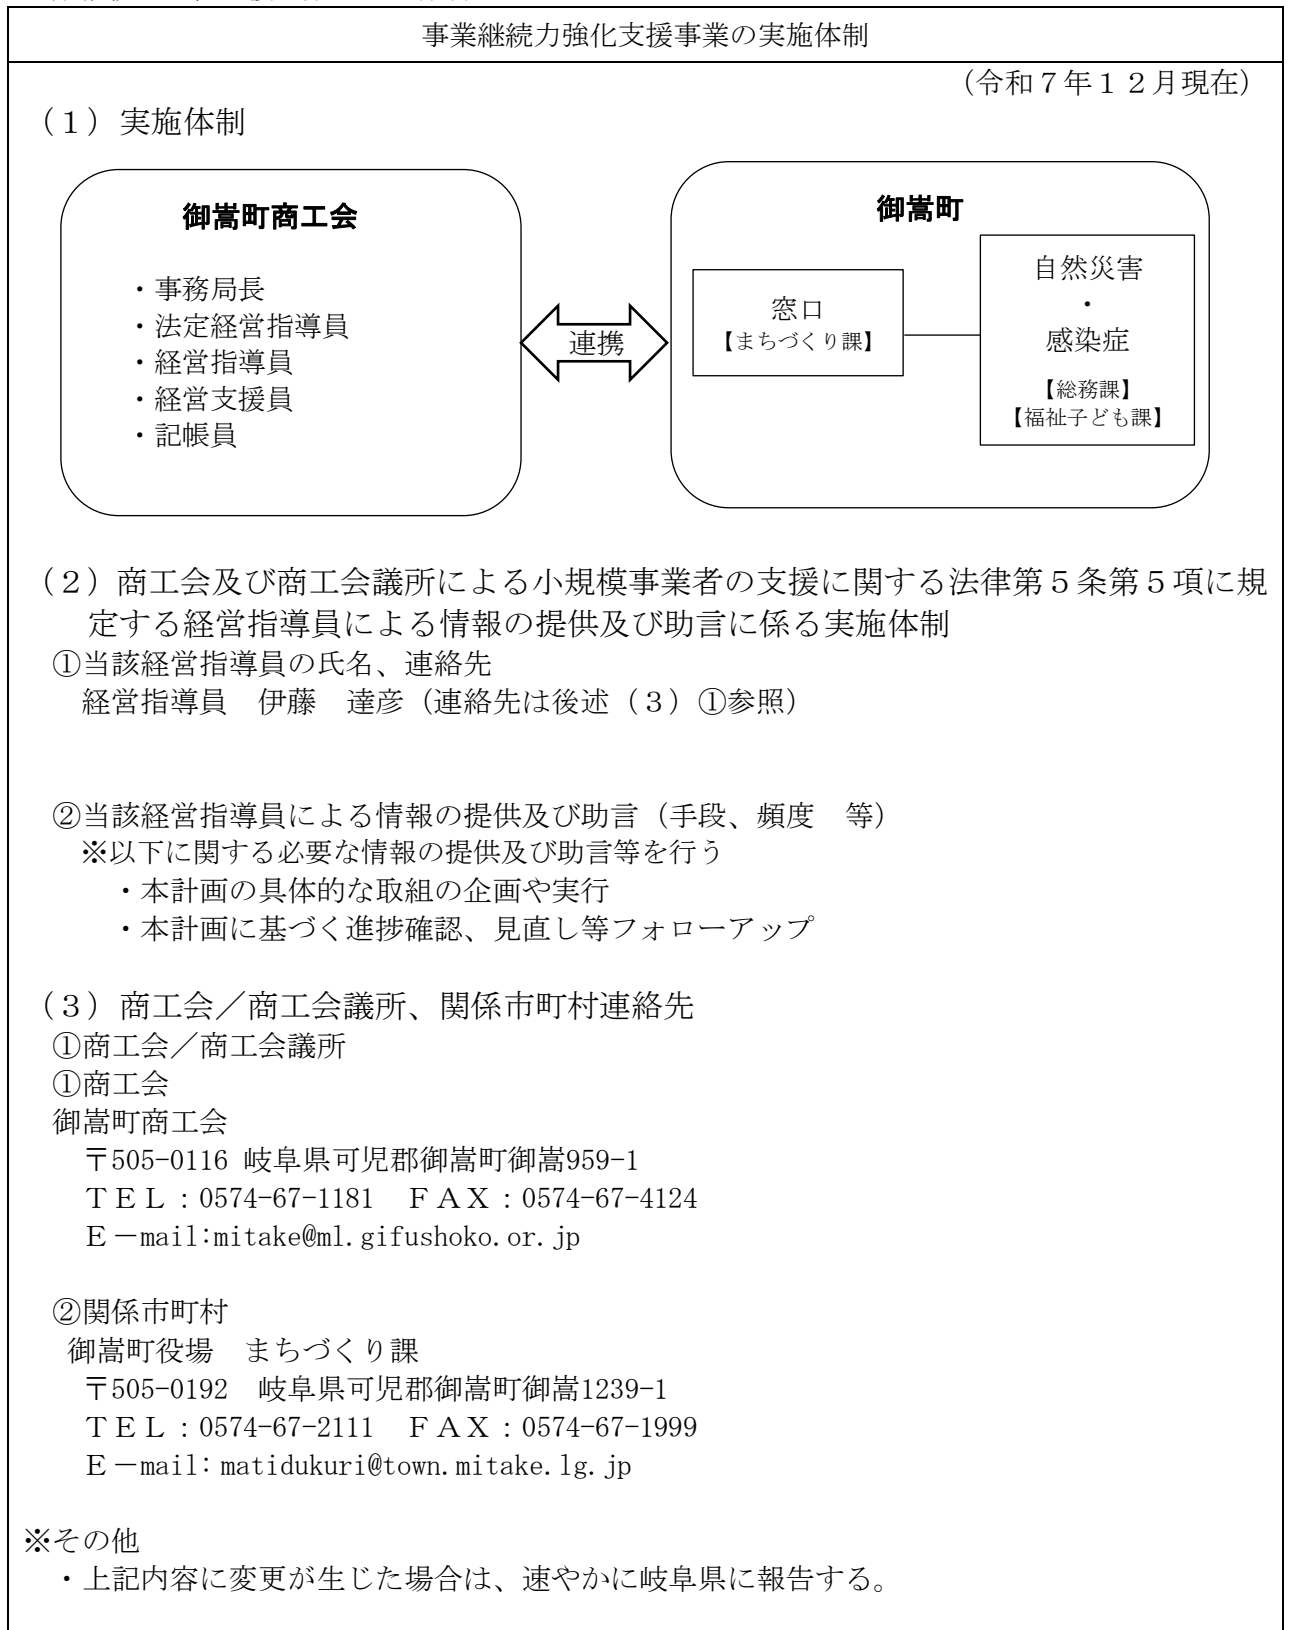 事業継続力強化支援事業の実施体制
（令和７年１２月現在）
（１）実施体制
御嵩町商工会
・事務局長
・法定経営指導員
・経営指導員
・経営支援員
・記帳員
連携
御嵩町
窓口
【まちづくり課】
自然災害
・
感染症
【総務課】
【福祉子ども課】
（２）商工会及び商工会議所による小規模事業者の支援に関する法律第５条第５項に規
定する経営指導員による情報の提供及び助言に係る実施体制
①当該経営指導員の氏名、連絡先
経営指導員　伊藤　達彦（連絡先は後述（３）①参照）
②当該経営指導員による情報の提供及び助言（手段、頻度　等）
※以下に関する必要な情報の提供及び助言等を行う
・本計画の具体的な取組の企画や実行
・本計画に基づく進捗確認、見直し等フォローアップ
（３）商工会／商工会議所、関係市町村連絡先
①商工会／商工会議所
①商工会
御嵩町商工会
〒505-0116 岐阜県可児郡御嵩町御嵩959-1
ＴＥＬ：0574-67-1181　ＦＡＸ：0574-67-4124
Ｅ－mail:mitake@ml.gifushoko.or.jp
②関係市町村
御嵩町役場　まちづくり課
〒505-0192　岐阜県可児郡御嵩町御嵩1239-1
ＴＥＬ：0574-67-2111　ＦＡＸ：0574-67-1999
Ｅ－mail: matidukuri@town.mitake.lg.jp
※その他
・上記内容に変更が生じた場合は、速やかに岐阜県に報告する。